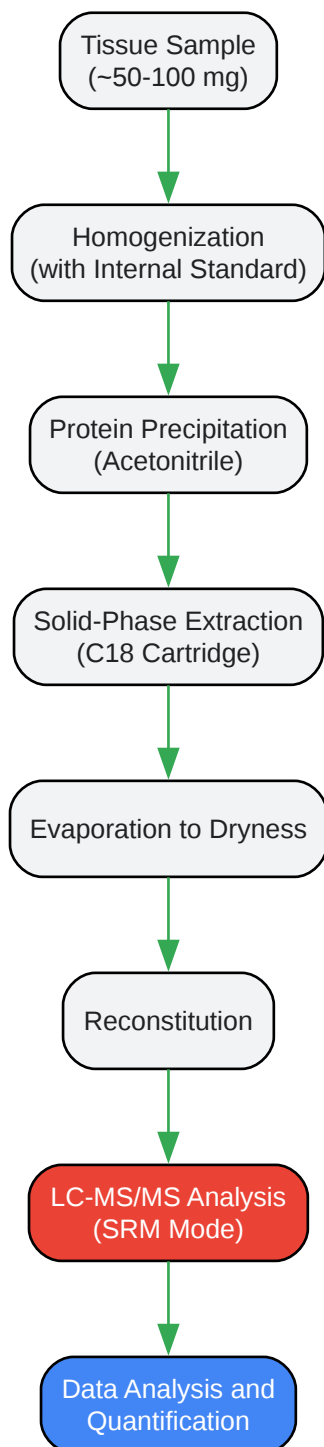 Tissue Sample
(~50-100 mg)
Homogenization
(with Internal Standard)
Protein Precipitation
(Acetonitrile)
Solid-Phase Extraction
(C18 Cartridge)
Evaporation to Dryness
Reconstitution
LC-MS/MS Analysis
(SRM Mode)
Data Analysis and
Quantification